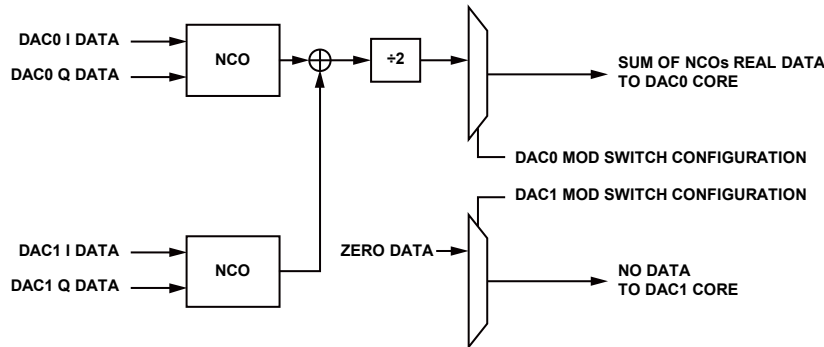 DAC0 I DATA
DAC0 Q DATA
NCO
÷2
SUM OF NCOs REAL DATA
TO DAC0 CORE
DAC0 MOD SWITCH CONFIGURATION
DAC1 MOD SWITCH CONFIGURATION
DAC1 I DATA
DAC1 Q DATA
NCO
ZERO DATA
NO DATA
TO DAC1 CORE